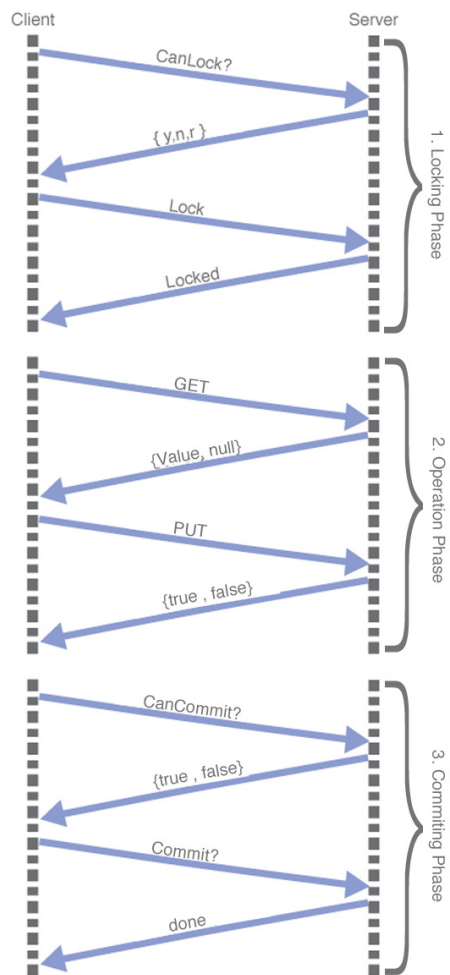 Client
Server
CanLock?
{ y,n,r }
Lock
Locked
1. Locking Phase
GET
{Value, null}
PUT
{true , false}
2. Operation Phase
CanCommit?
{true , false}
Commit?
done
3. Commiting Phase